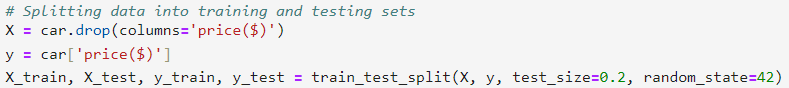 # Splitting data into training and testing sets
X = car.drop(columns='price($)')
y = car['price($)']
X_train, X_test, y_train, y_test = train_test_split(X, y, test_size=0.2, random_state=42)